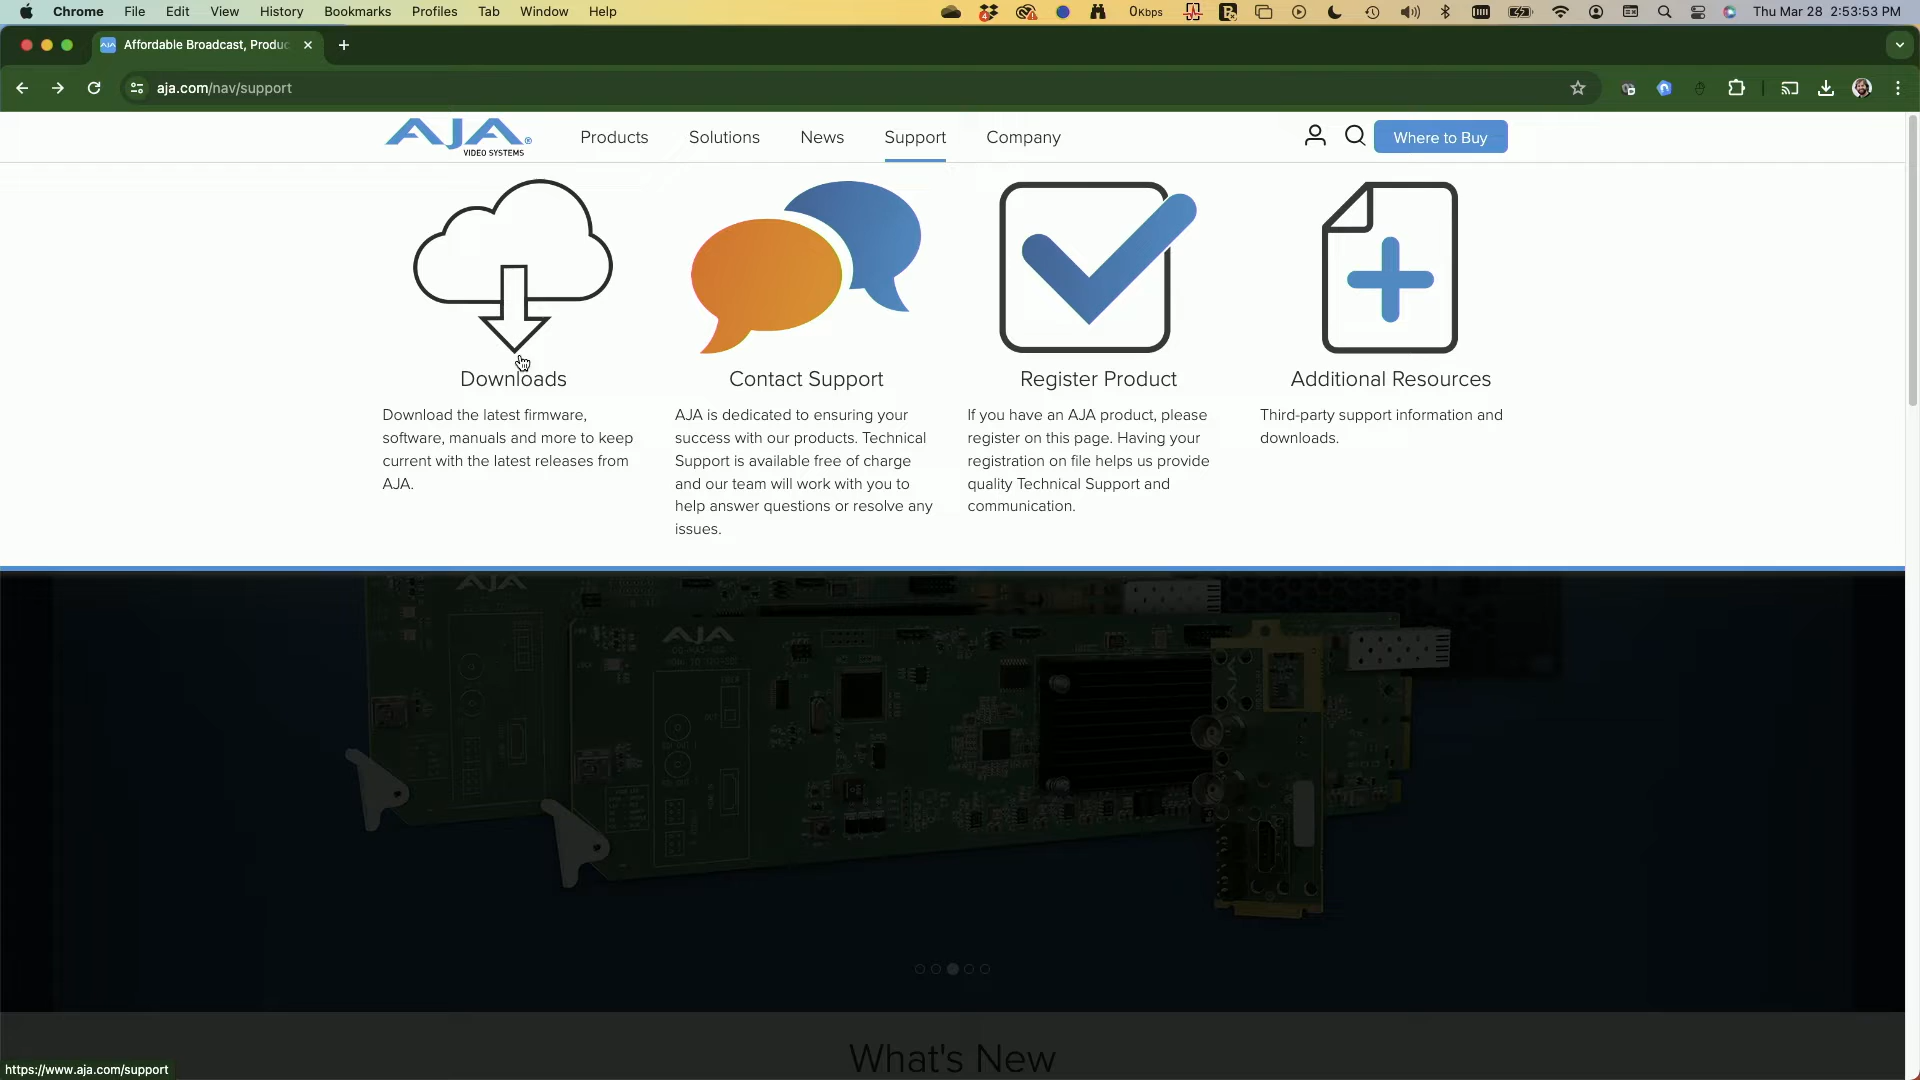 Chrome File Edit View History Bookmarks Profiles Tab Window Help
4
0Kbps
Thu Mar 28 2:53:53 PM
AJA Affordable Broadcast, Produc
aja.com/nav/support
AJA
VIDEO SYSTEMS
Products Solutions News Support Company
Where to Buy
Downloads
Download the latest firmware,
software, manuals and more to keep
current with the latest releases from
AJA.
Contact Support
AJA is dedicated to ensuring your
success with our products. Technical
Support is available free of charge
and our team will work with you to
help answer questions or resolve any
issues.
Register Product
If you have an AJA product, please
register on this page. Having your
registration on file helps us provide
quality Technical Support and
communication.
Additional Resources
Third-party support information and
downloads.
AJA
AJA
What's New
https://www.aja.com/support